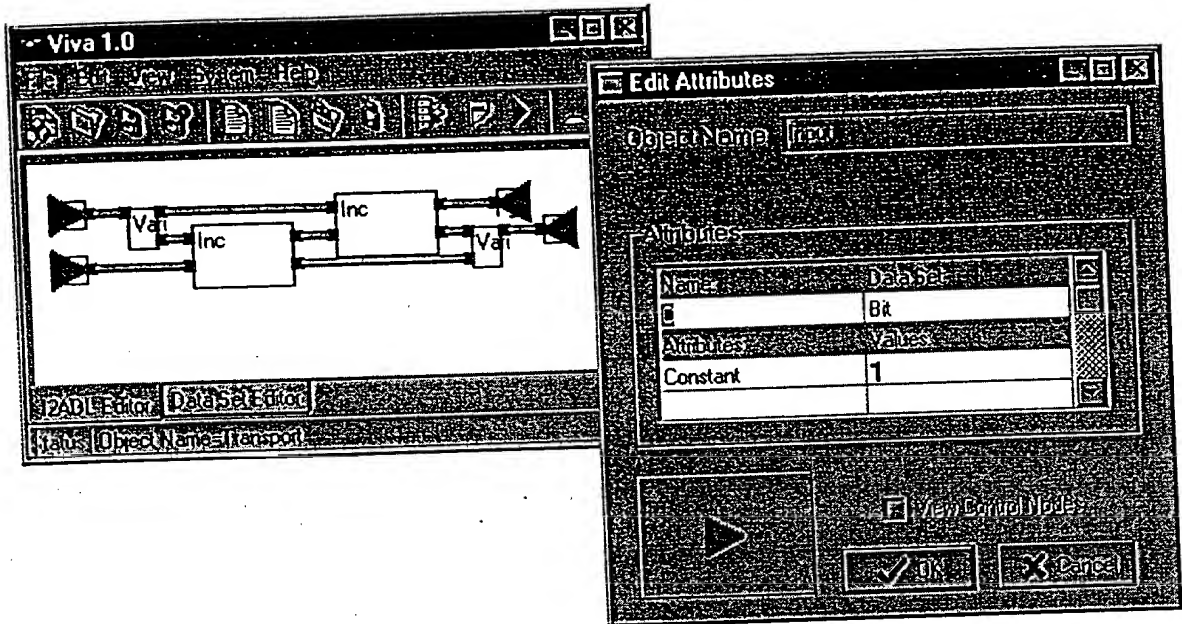 Viva 1.0
File Edit View System Help
Vari
Inc
Inc
Vari
I2ADL Editor Data Set Editor
Status Object Name=Transport
Edit Attributes
Object Name Input
Attributes
Name Data Set
Bit
Attributes Values
Constant 1
View Control Nodes
OK Cancel